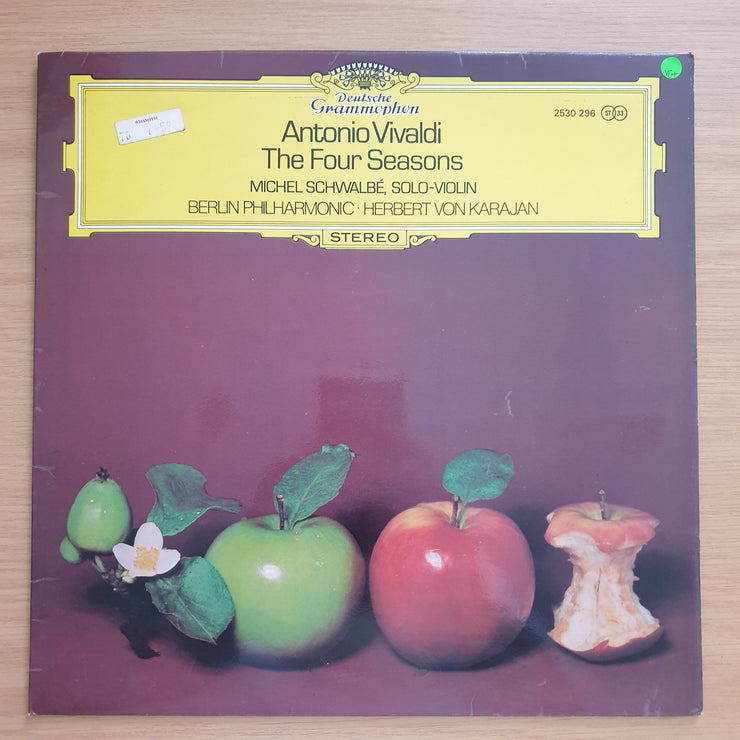 Deutsche
Grammophon
Antonio Vivaldi
The Four Seasons
MICHEL SCHWALBÉ, SOLO-VIOLIN
BERLIN PHILHARMONIC · HERBERT VON KARAJAN
STEREO
2530 296 ST 33